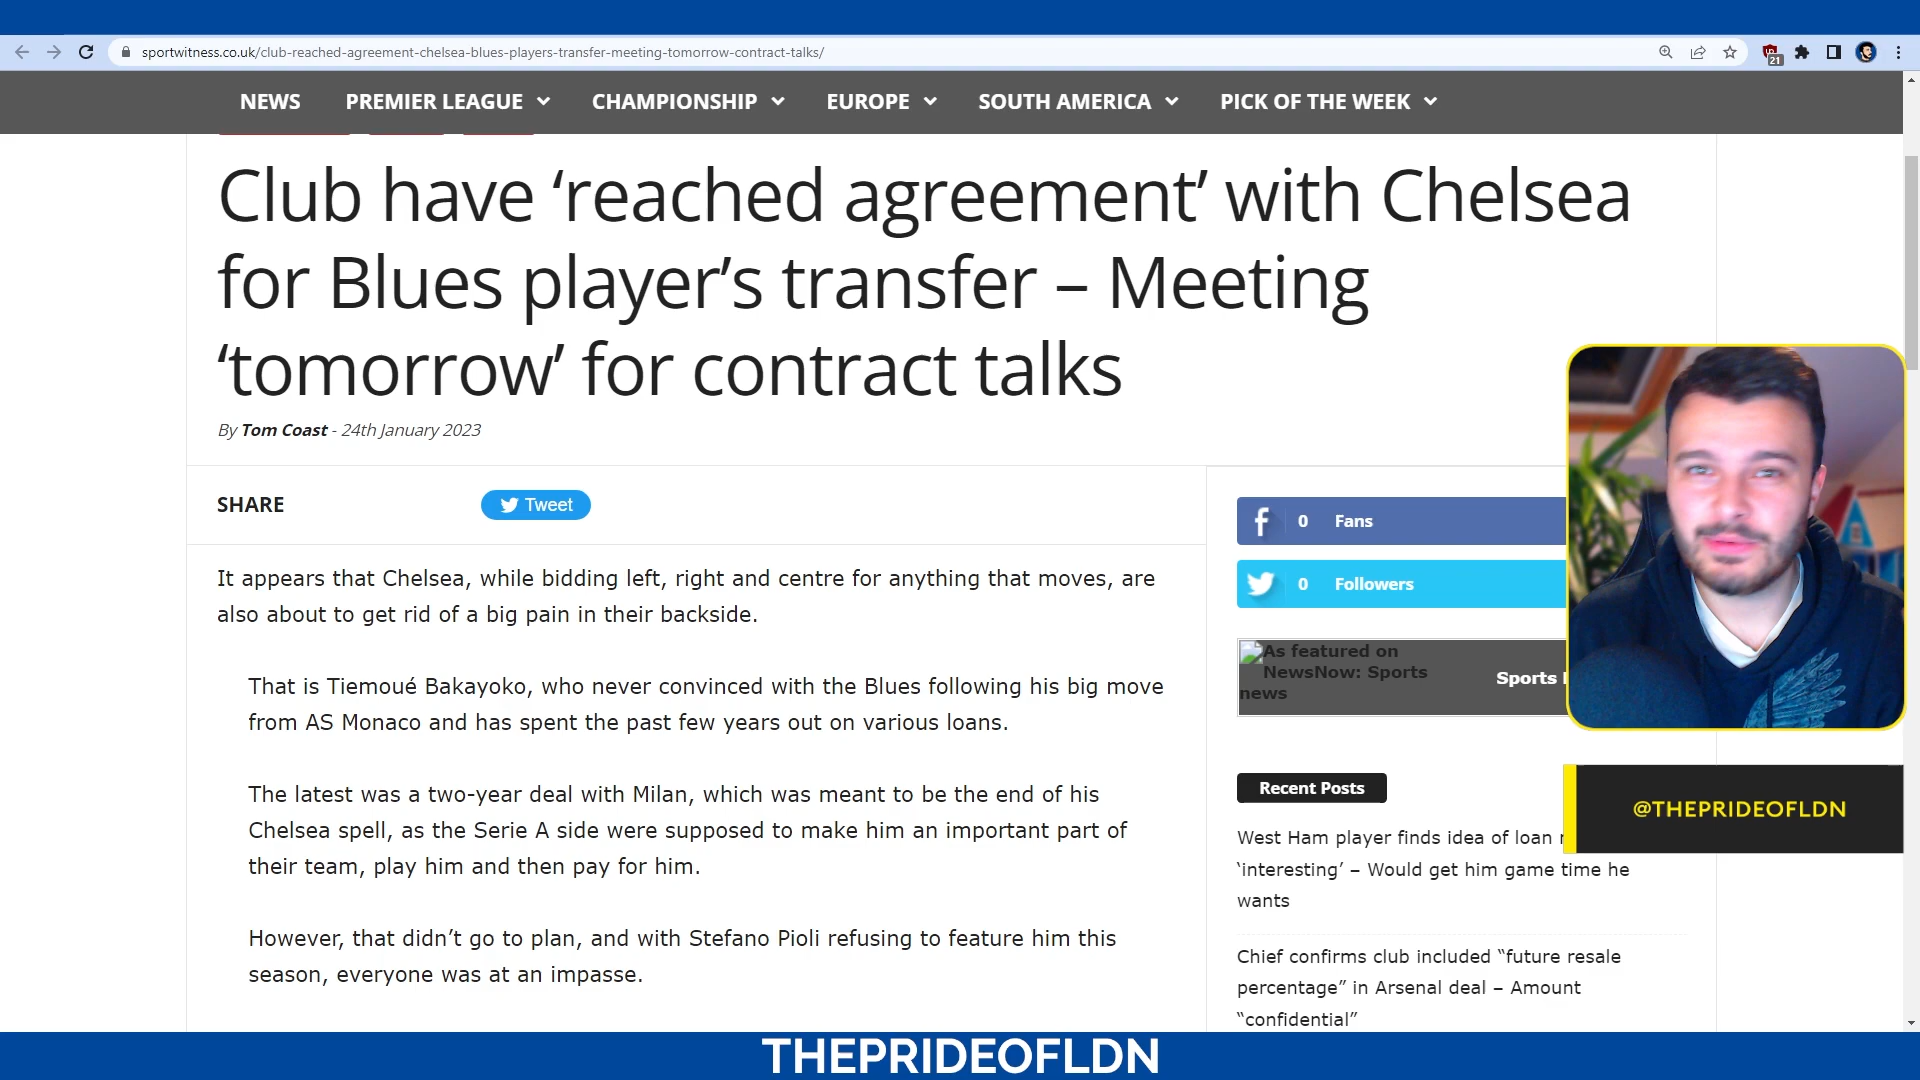 sportwitness.co.uk/club-reached-agreement-chelsea-blues-players-transfer-meeting-tomorrow-contract-talks/
21
NEWS PREMIER LEAGUE CHAMPIONSHIP EUROPE SOUTH AMERICA PICK OF THE WEEK
Club have ‘reached agreement’ with Chelsea
for Blues player’s transfer – Meeting
‘tomorrow’ for contract talks
By Tom Coast - 24th January 2023
SHARE
Tweet
It appears that Chelsea, while bidding left, right and centre for anything that moves, are
also about to get rid of a big pain in their backside.
That is Tiemoué Bakayoko, who never convinced with the Blues following his big move
from AS Monaco and has spent the past few years out on various loans.
The latest was a two-year deal with Milan, which was meant to be the end of his
Chelsea spell, as the Serie A side were supposed to make him an important part of
their team, play him and then pay for him.
However, that didn’t go to plan, and with Stefano Pioli refusing to feature him this
season, everyone was at an impasse.
0 Fans
0 Followers
As featured on
NewsNow: Sports
news
Sports
Recent Posts
West Ham player finds idea of loan
‘interesting’ – Would get him game time he
wants
Chief confirms club included “future resale
percentage” in Arsenal deal – Amount
“confidential”
@THEPRIDEOFLDN
THEPRIDEOFLDN